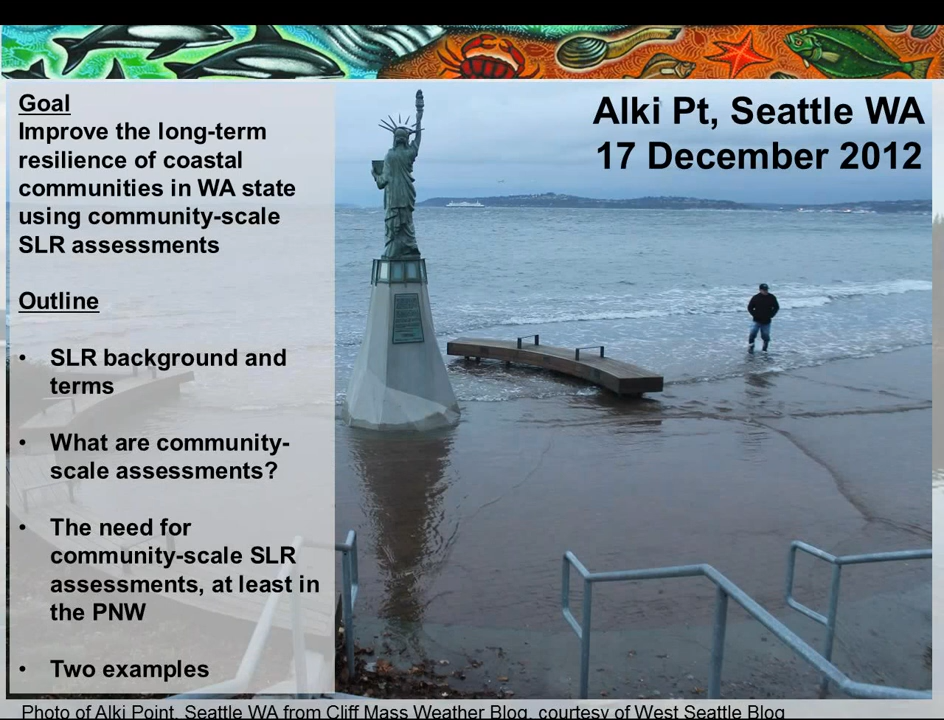 Goal
Improve the long-term
resilience of coastal
communities in WA state
using community-scale
SLR assessments
Outline
• SLR background and
terms
• What are community-
scale assessments?
• The need for
community-scale SLR
assessments, at least in
the PNW
• Two examples
Alki Pt, Seattle WA
17 December 2012
Photo of Alki Point, Seattle WA from Cliff Mass Weather Blog, courtesy of West Seattle Blog